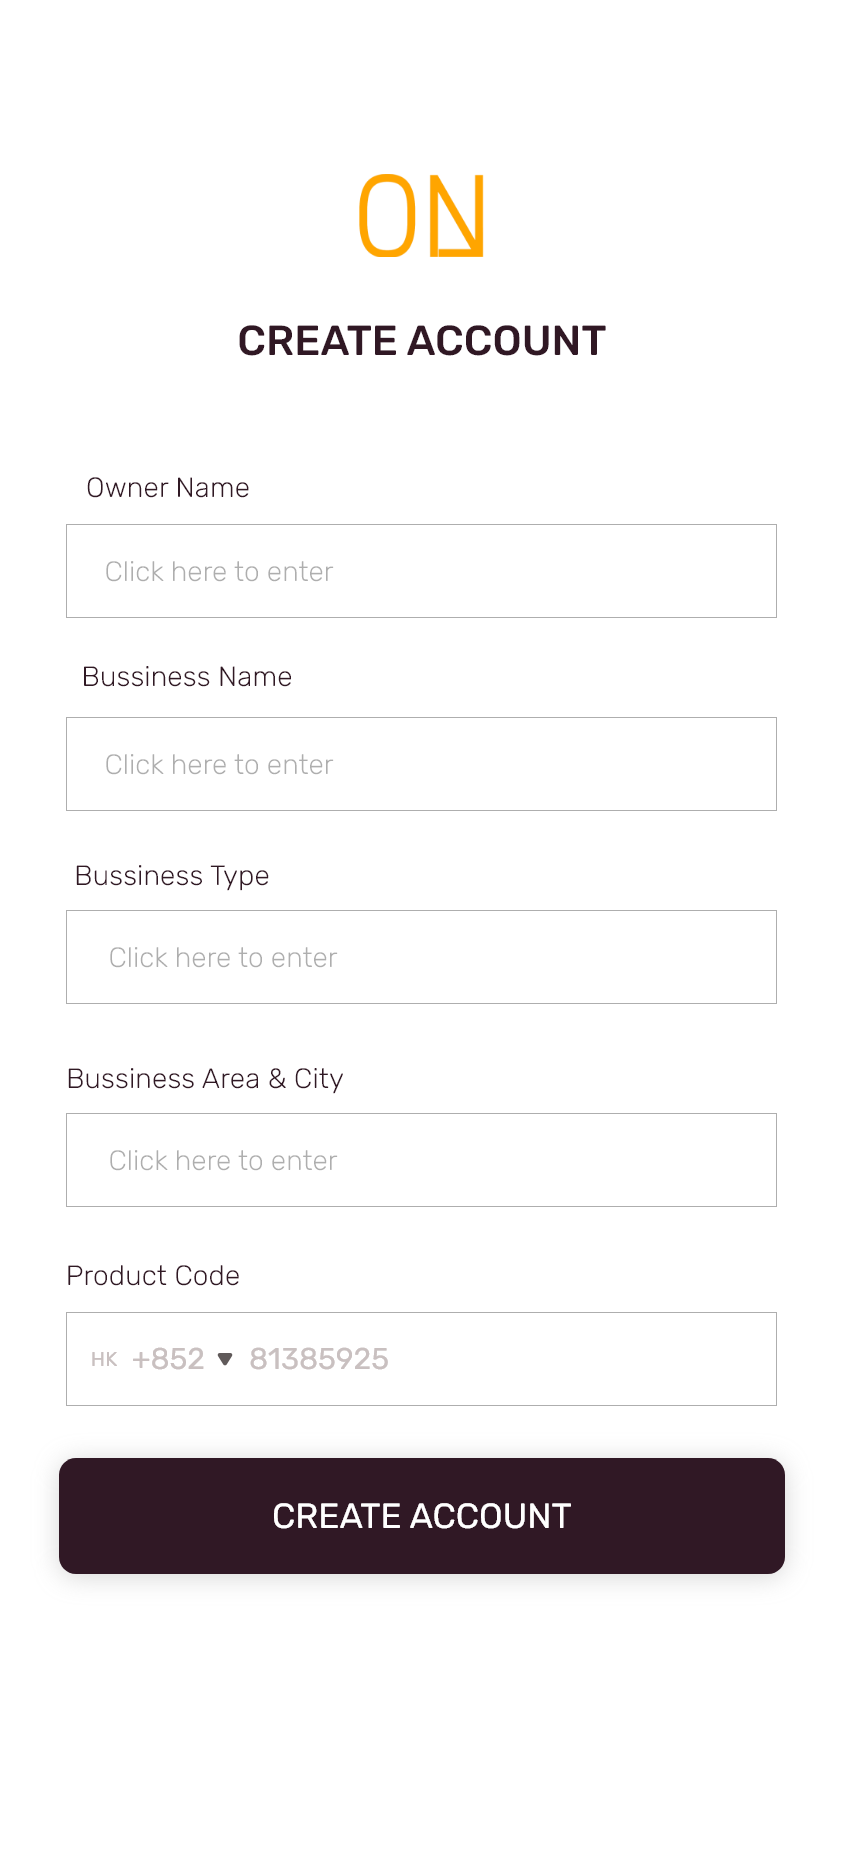 ON
CREATE ACCOUNT
Owner Name
Click here to enter
Bussiness Name
Click here to enter
Bussiness Type
Click here to enter
Bussiness Area & City
Click here to enter
Product Code
HK +852 81385925
CREATE ACCOUNT